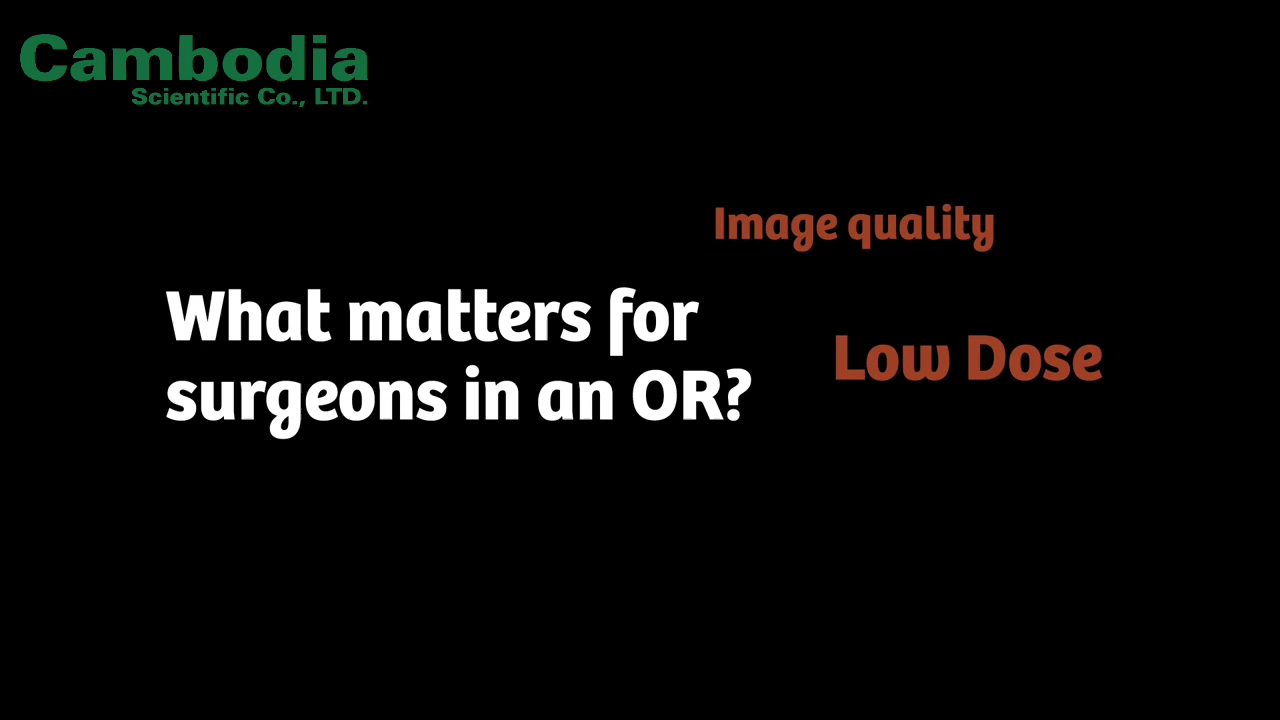 Cambodia
Scientific Co., LTD.
Image quality
What matters for
surgeons in an OR?
Low Dose